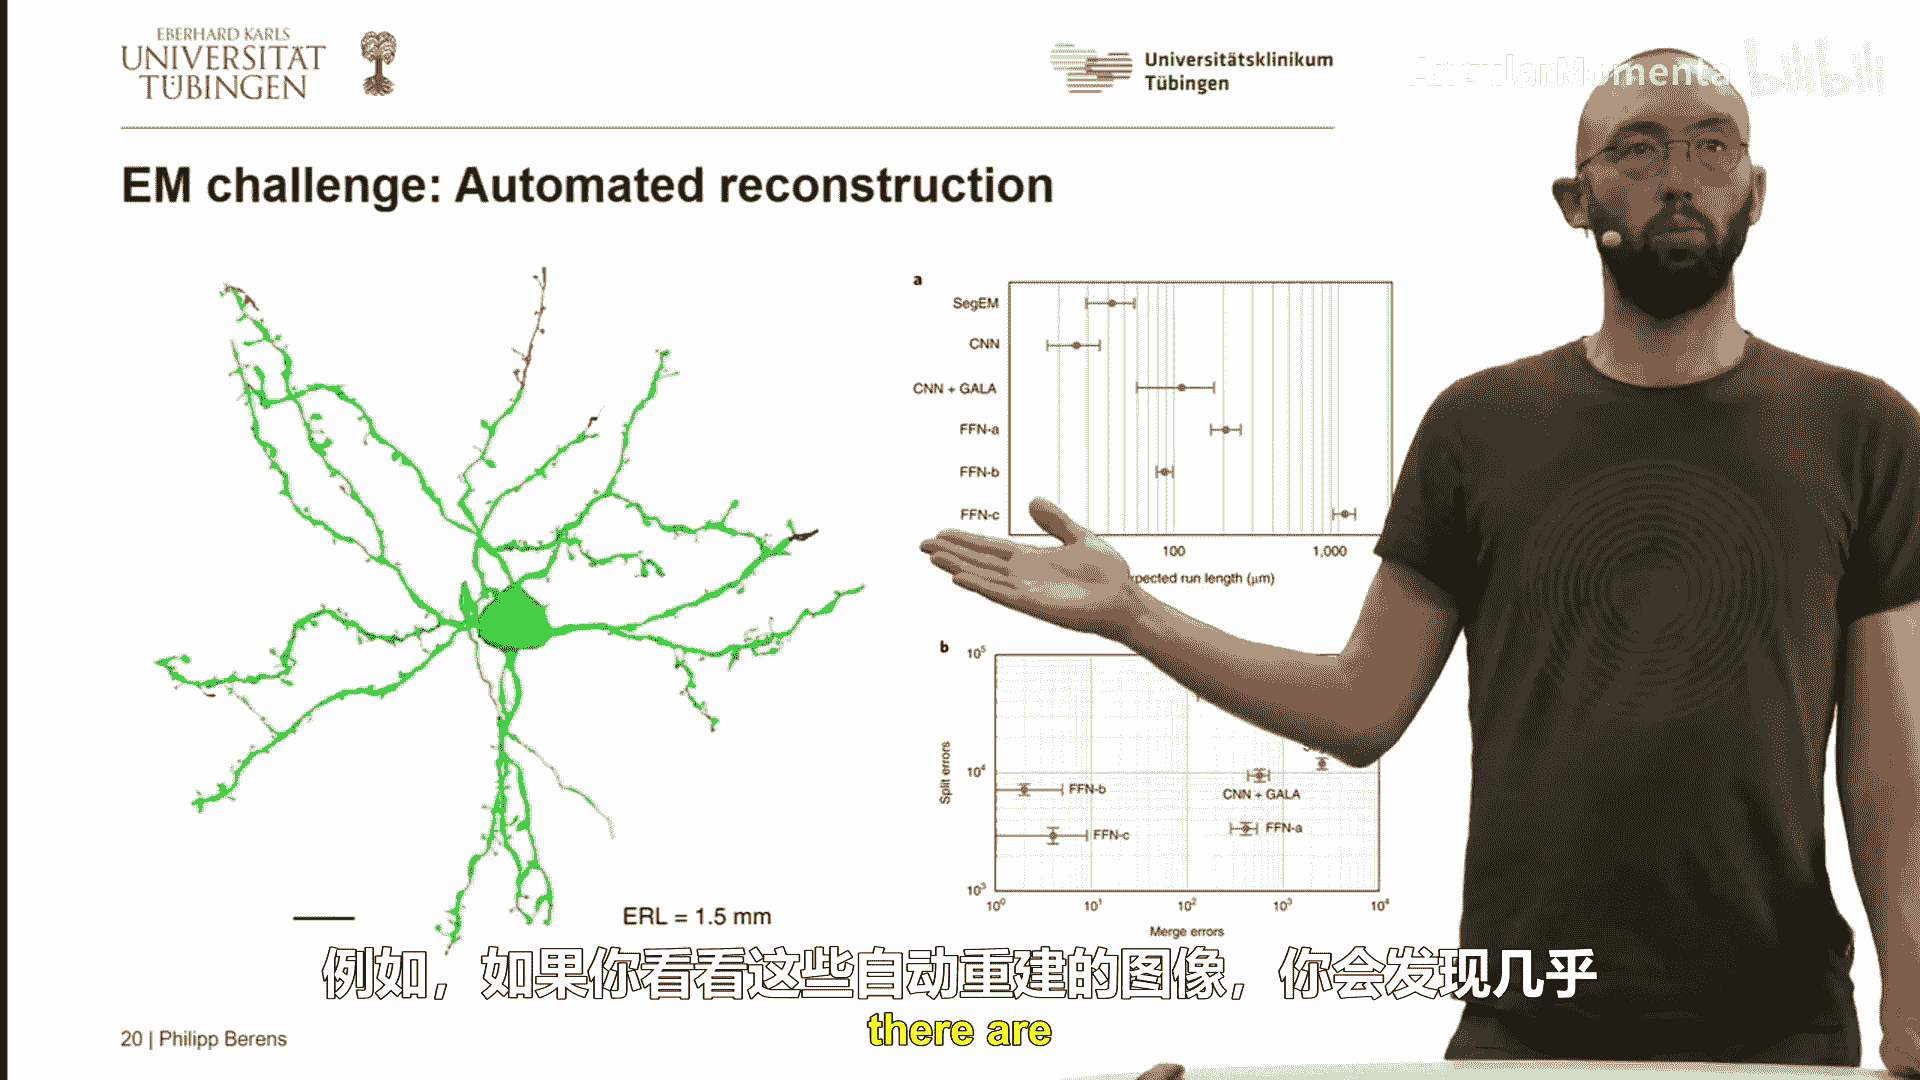 EBERHARD KARLS
UNIVERSITÄT
TÜBINGEN
Universitätsklinikum
Tübingen
bilibili
EM challenge: Automated reconstruction
a
SegEM
CNN
CNN + GALA
FFN-a
FFN-b
FFN-c
100
1,000
pected run length (μm)
b
Split errors
10⁵
10⁴
10³
FFN-b
FFN-c
CNN + GALA
FFN-a
10⁰
10¹
10²
10³
10⁴
Merge errors
ERL = 1.5 mm
例如，如果你看看这些自动重建的图像，你会发现几乎
there are
20 | Philipp Berens